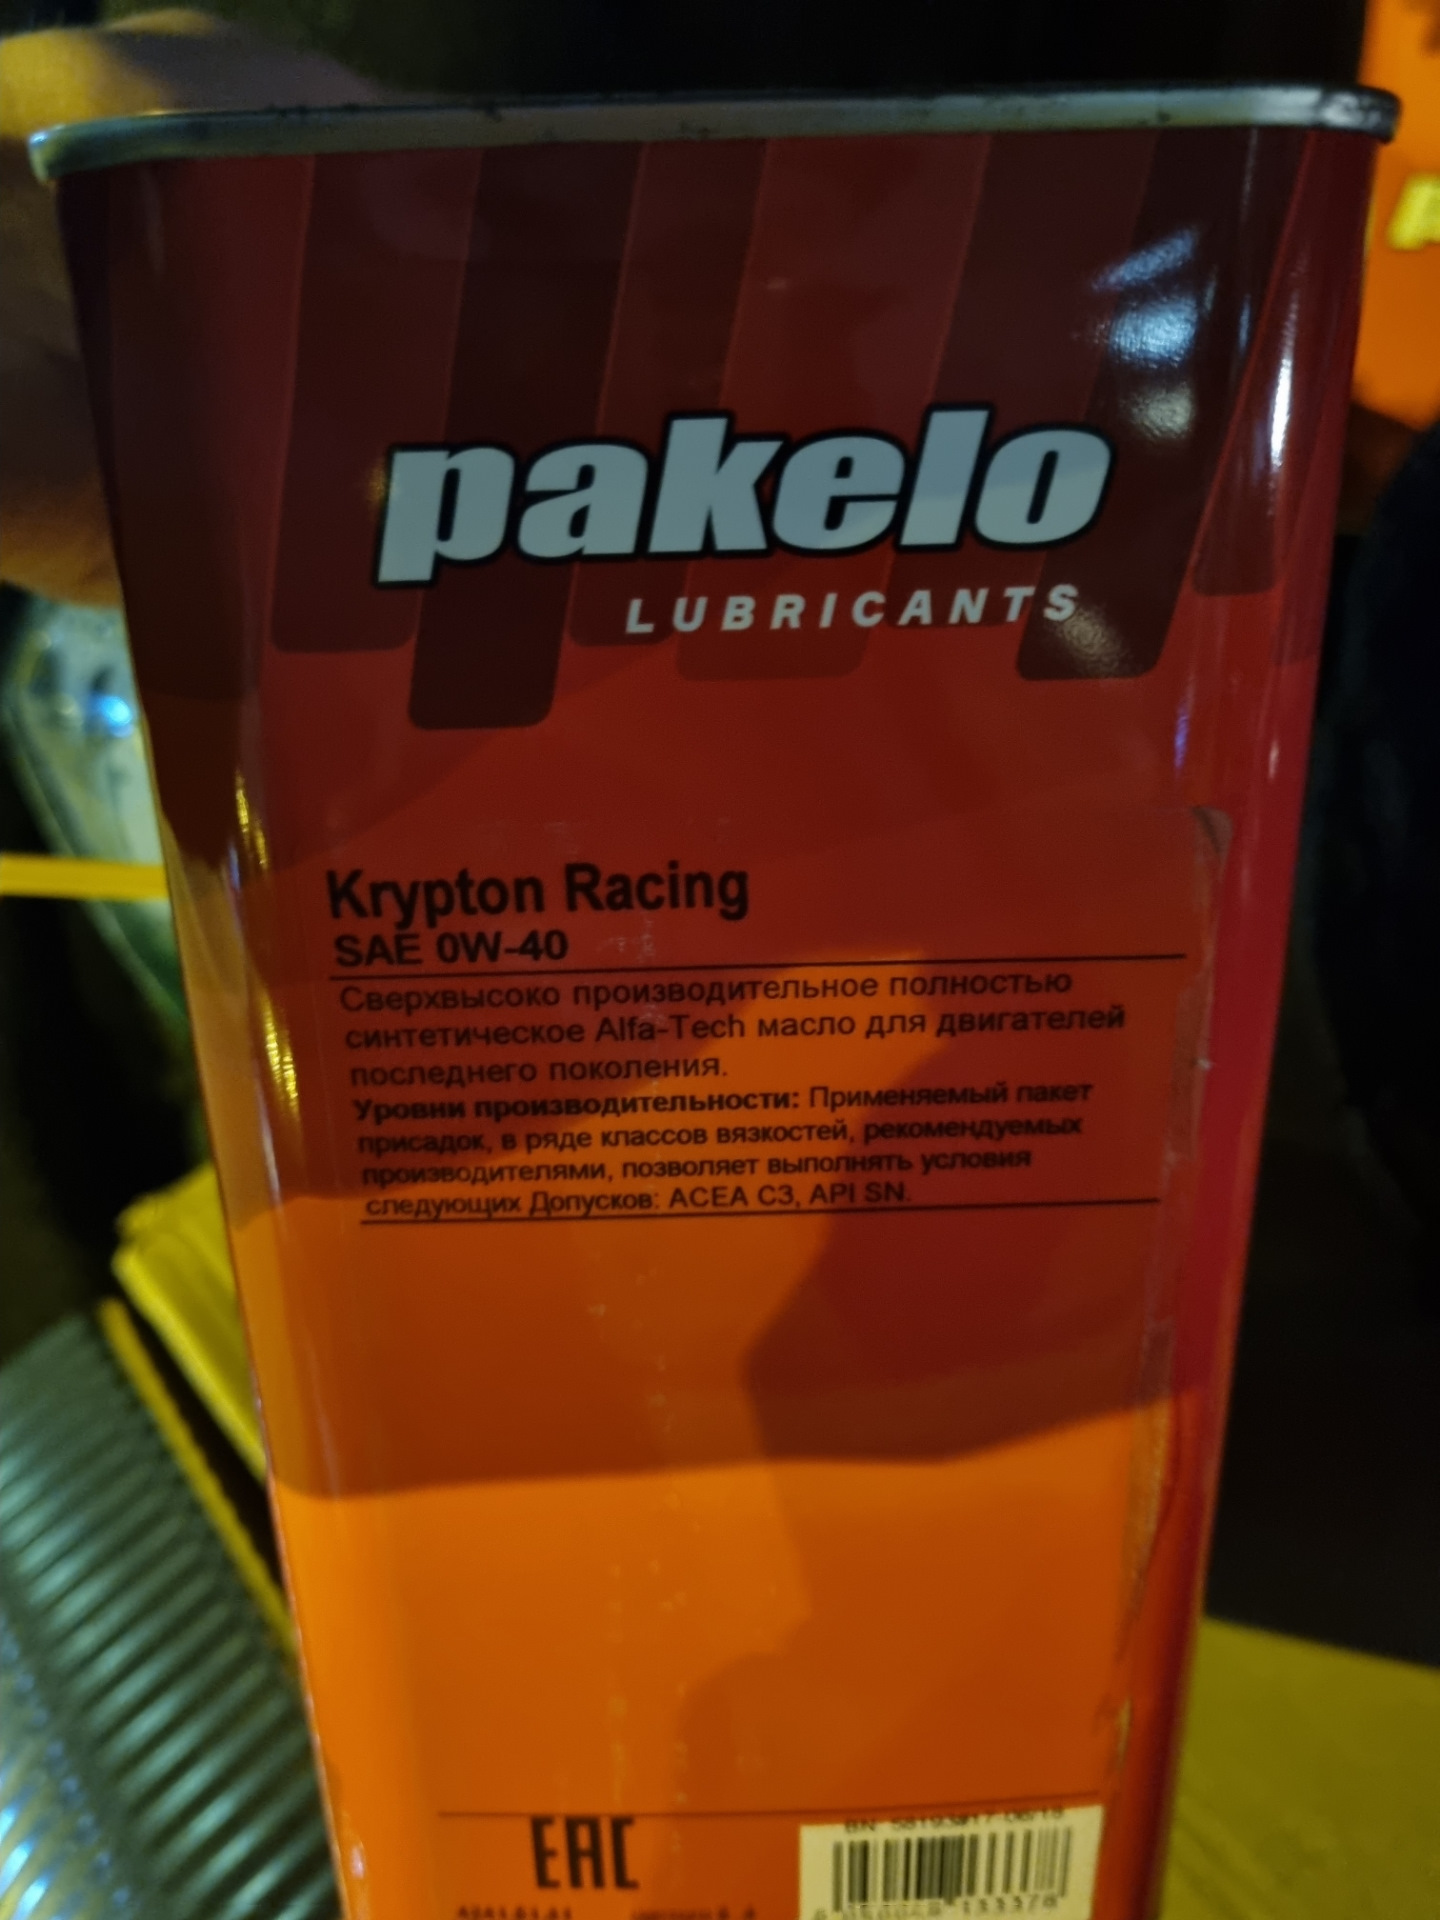 pakelo
LUBRICANTS
Krypton Racing
SAE 0W-40
Сверхвысоко производительное полностью
синтетическое Alfa-Tech масло для двигателей
последнего поколения.
Уровни производительности: Применяемый пакет
присадок, в ряде классов вязкостей, рекомендуемых
производителями, позволяет выполнять условия
следующих Допусков: ACEA C3, API SN.
EAC
BN: